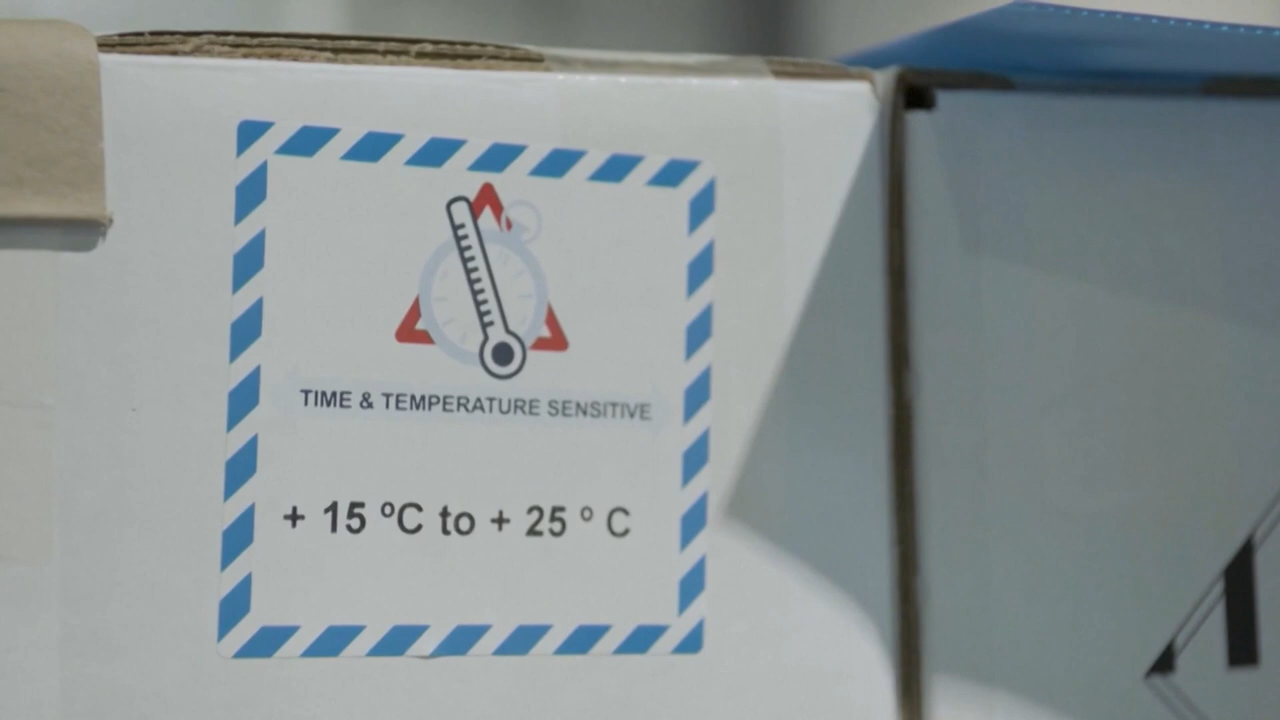 TIME & TEMPERATURE SENSITIVE
+ 15 ºC to + 25 º C